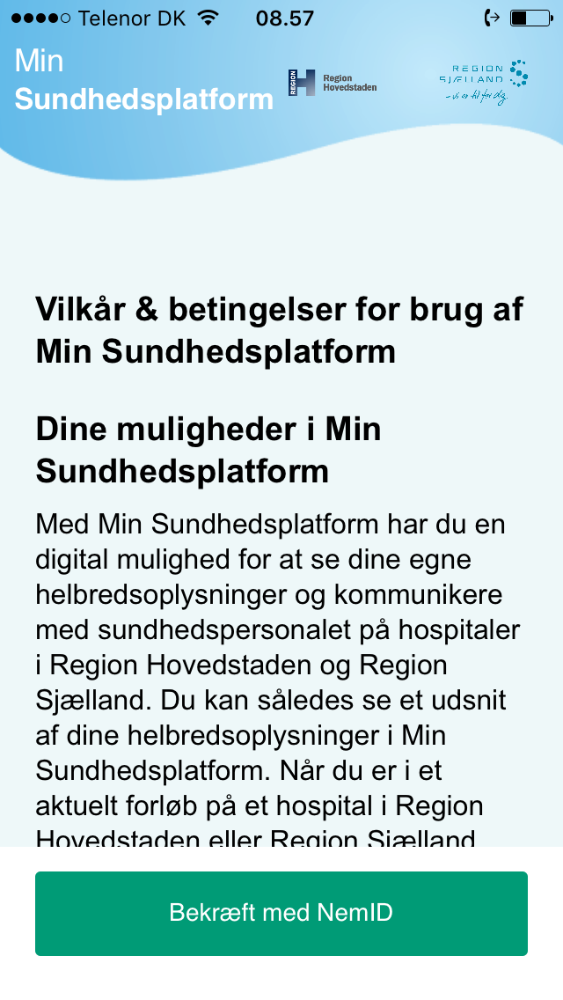 Telenor DK
08.57
Min
Sundhedsplatform
REGION
H
Region
Hovedstaden
REGION
SJÆLLAND
- vi er til for dig
Vilkår & betingelser for brug af
Min Sundhedsplatform
Dine muligheder i Min
Sundhedsplatform
Med Min Sundhedsplatform har du en
digital mulighed for at se dine egne
helbredsoplysninger og kommunikere
med sundhedspersonalet på hospitaler
i Region Hovedstaden og Region
Sjælland. Du kan således se et udsnit
af dine helbredsoplysninger i Min
Sundhedsplatform. Når du er i et
aktuelt forløb på et hospital i Region
Hovedstaden eller Region Sjælland
Bekræft med NemID